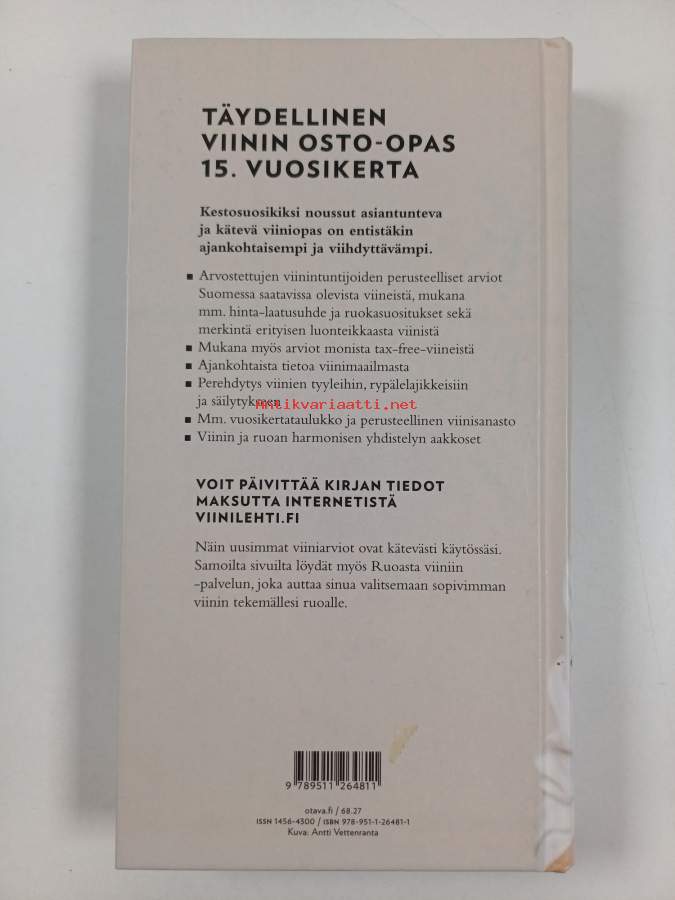 TÄYDELLINEN
VIININ OSTO-OPAS
15. VUOSIKERTA
Kestosuosikiksi noussut asiantunteva
ja kätevä viiniopas on entistäkin
ajankohtaisempi ja viihdyttävämpi.
▪ Arvostettujen viinintuntijoiden perusteelliset arviot
Suomessa saatavissa olevista viineistä, mukana
mm. hinta-laatusuhde ja ruokasuositukset sekä
merkintä erityisen luonteikkaasta viinistä
▪ Mukana myös arviot monista tax-free-viineistä
▪ Ajankohtaista tietoa viinimaailmasta
▪ Perehdytys viinien tyyleihin, rypälelajikkeisiin
ja säilytykseen
antikvariaatti.net
▪ Mm. vuosikertataulukko ja perusteellinen viinisanasto
▪ Viinin ja ruoan harmonisen yhdistelyn aakkoset
VOIT PÄIVITTÄÄ KIRJAN TIEDOT
MAKSUTTA INTERNETISTÄ
VIINILEHTI.FI
Näin uusimmat viiniarviot ovat kätevästi käytössäsi.
Samoilta sivuilta löydät myös Ruoasta viiniin
-palvelun, joka auttaa sinua valitsemaan sopivimman
viinin tekemällesi ruoalle.
9 789511 264811
otava.fi / 68.27
ISSN 1456-4300 / ISBN 978-951-1-26481-1
Kuva: Antti Vettenranta